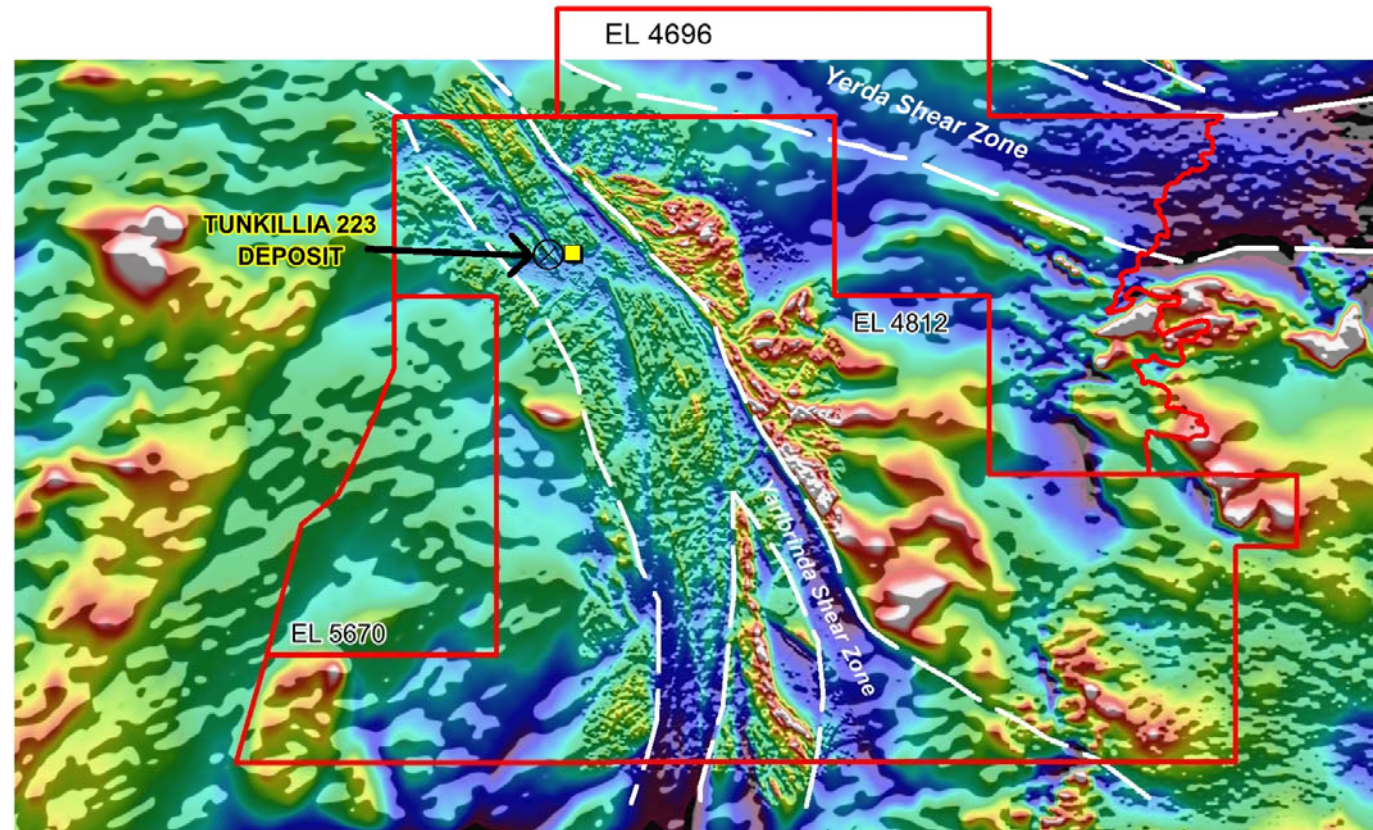 EL 4696
Yerda Shear Zone
TUNKILLIA 223
DEPOSIT
EL 4812
Yarlbrinda Shear Zone
EL 5670